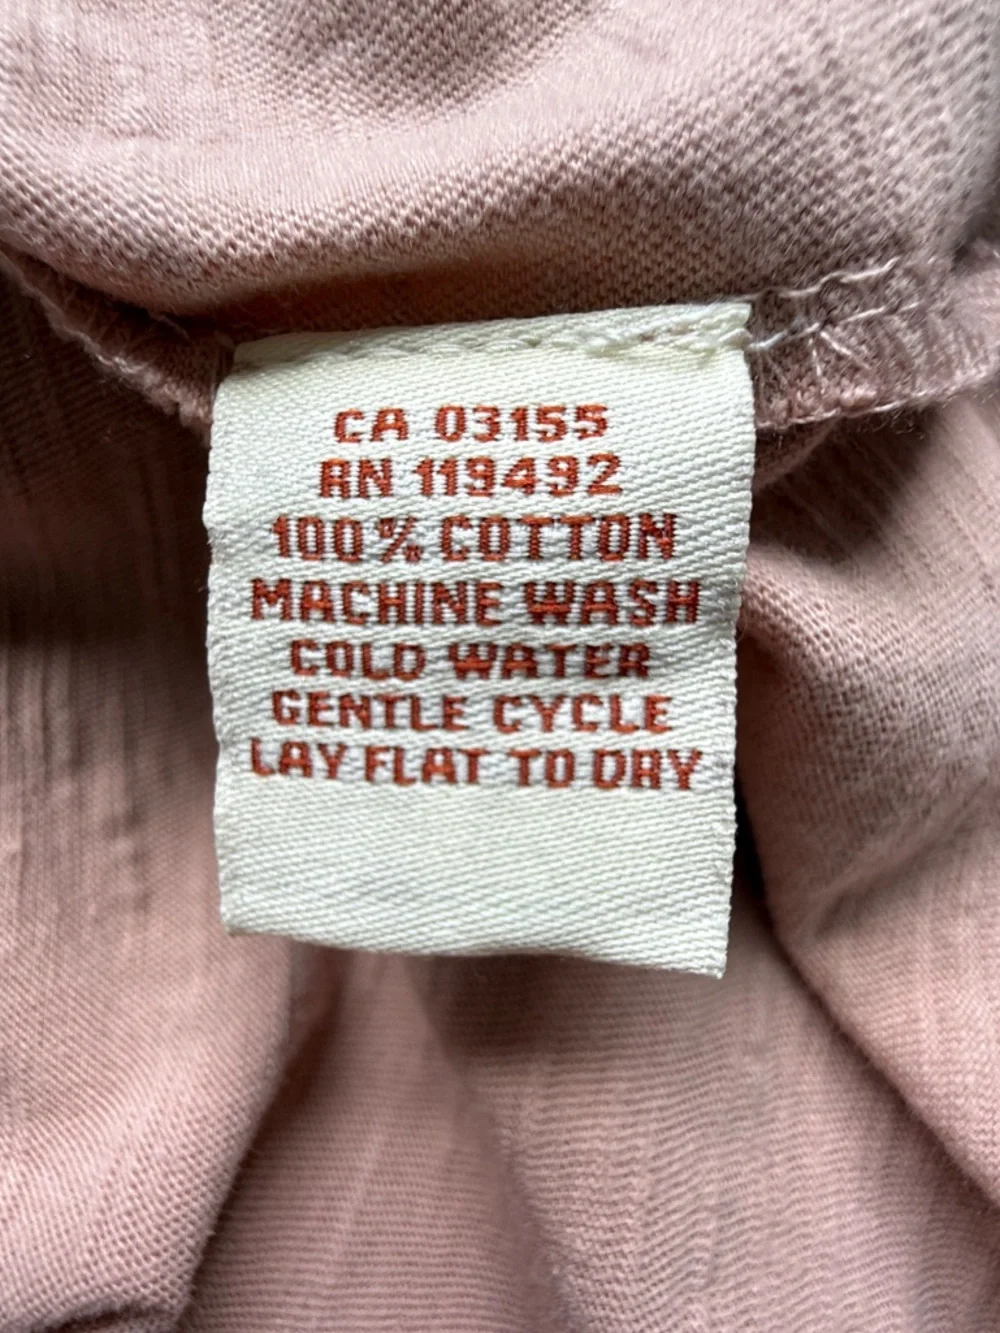 CA 03155
RN 119492
100% COTTON
MACHINE WASH
COLD WATER
GENTLE CYCLE
LAY FLAT TO DRY